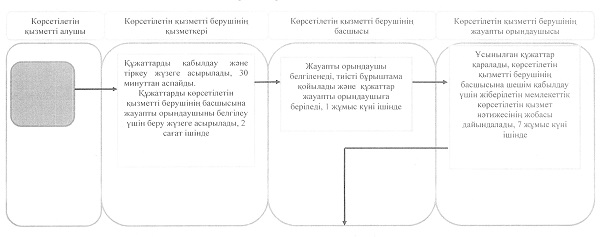 Көрсетілетін
қызметті алушы
Көрсетілетін қызметті берушінің
қызметкері
Көрсетілетін қызметті берушінің
басшысы
Көрсетілетін қызметті берушінің
жауапты орындаушысы
Құжаттарды қабылдау және
тіркеу жүзеге асырылады, 30
минуттан аспайды.
Құжаттарды көрсетілетін
қызметті берушінің басшысына
жауапты орындаушыны белгілеу
үшін беру жүзеге асырылады, 2
сағат ішінде
Жауапты орындаушы
белгіленеді, тиісті бұрыштама
қойылады және құжаттар
жауапты орындаушыға
беріледі, 1 жұмыс күні ішінде
Ұсынылған құжаттар
қаралады, көрсетілетін
қызметті берушінің
басшысына шешім қабылдау
үшін жіберілетін мемлекеттік
көрсетілетін қызмет
нәтижесінің жобасы
дайындалады, 7 жұмыс күні
ішінде